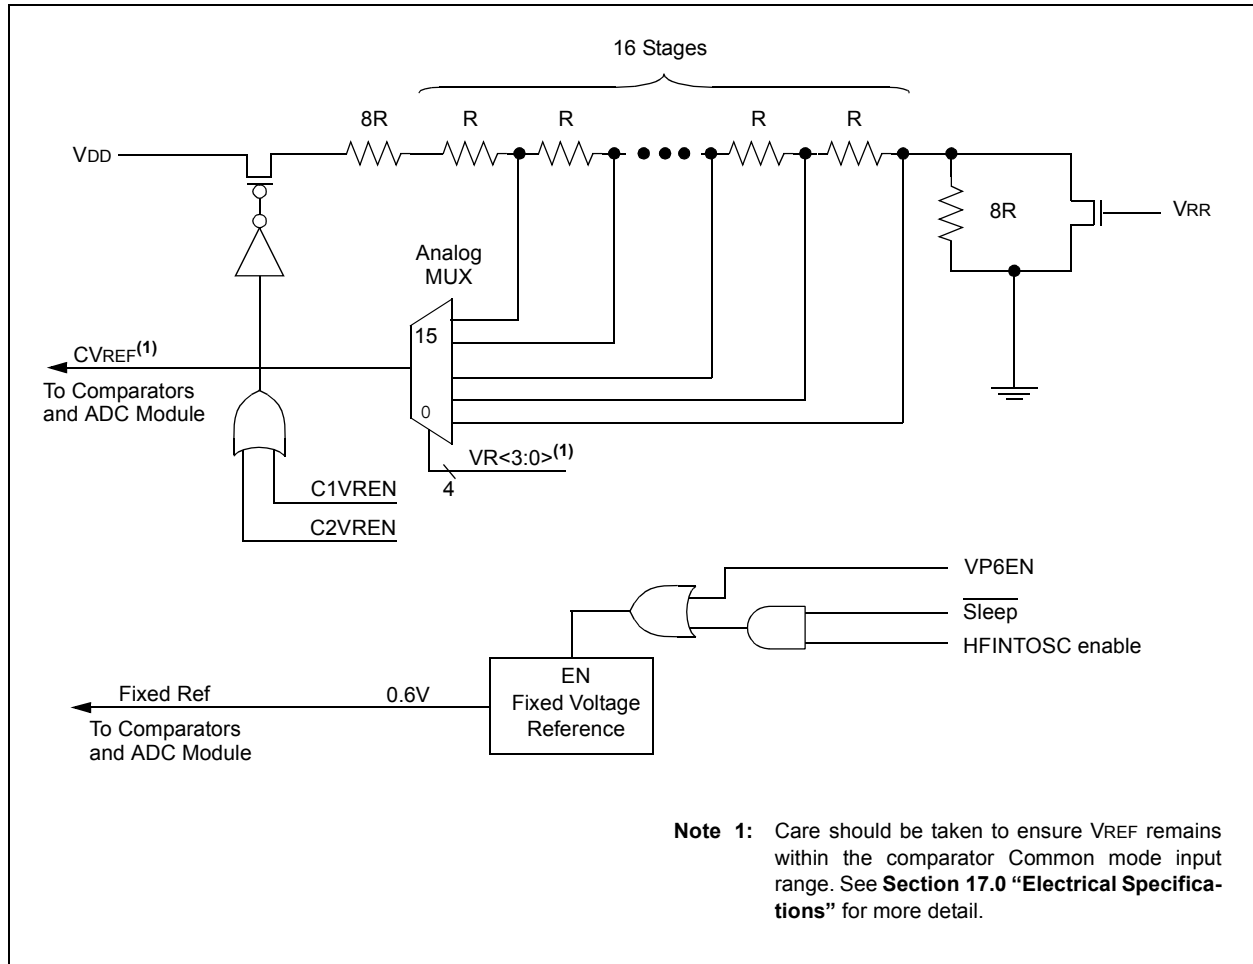 16 Stages
8R R R R R
VDD
8R
VRR
Analog
MUX
15
CVREF(1)
To Comparators
and ADC Module
0
VR<3:0>(1)
4
C1VREN
C2VREN
VP6EN
Sleep
HFINTOSC enable
EN
Fixed Voltage
Reference
Fixed Ref 0.6V
To Comparators
and ADC Module
Note 1: Care should be taken to ensure VREF remains
within the comparator Common mode input
range. See Section 17.0 “Electrical Specifica-
tions” for more detail.